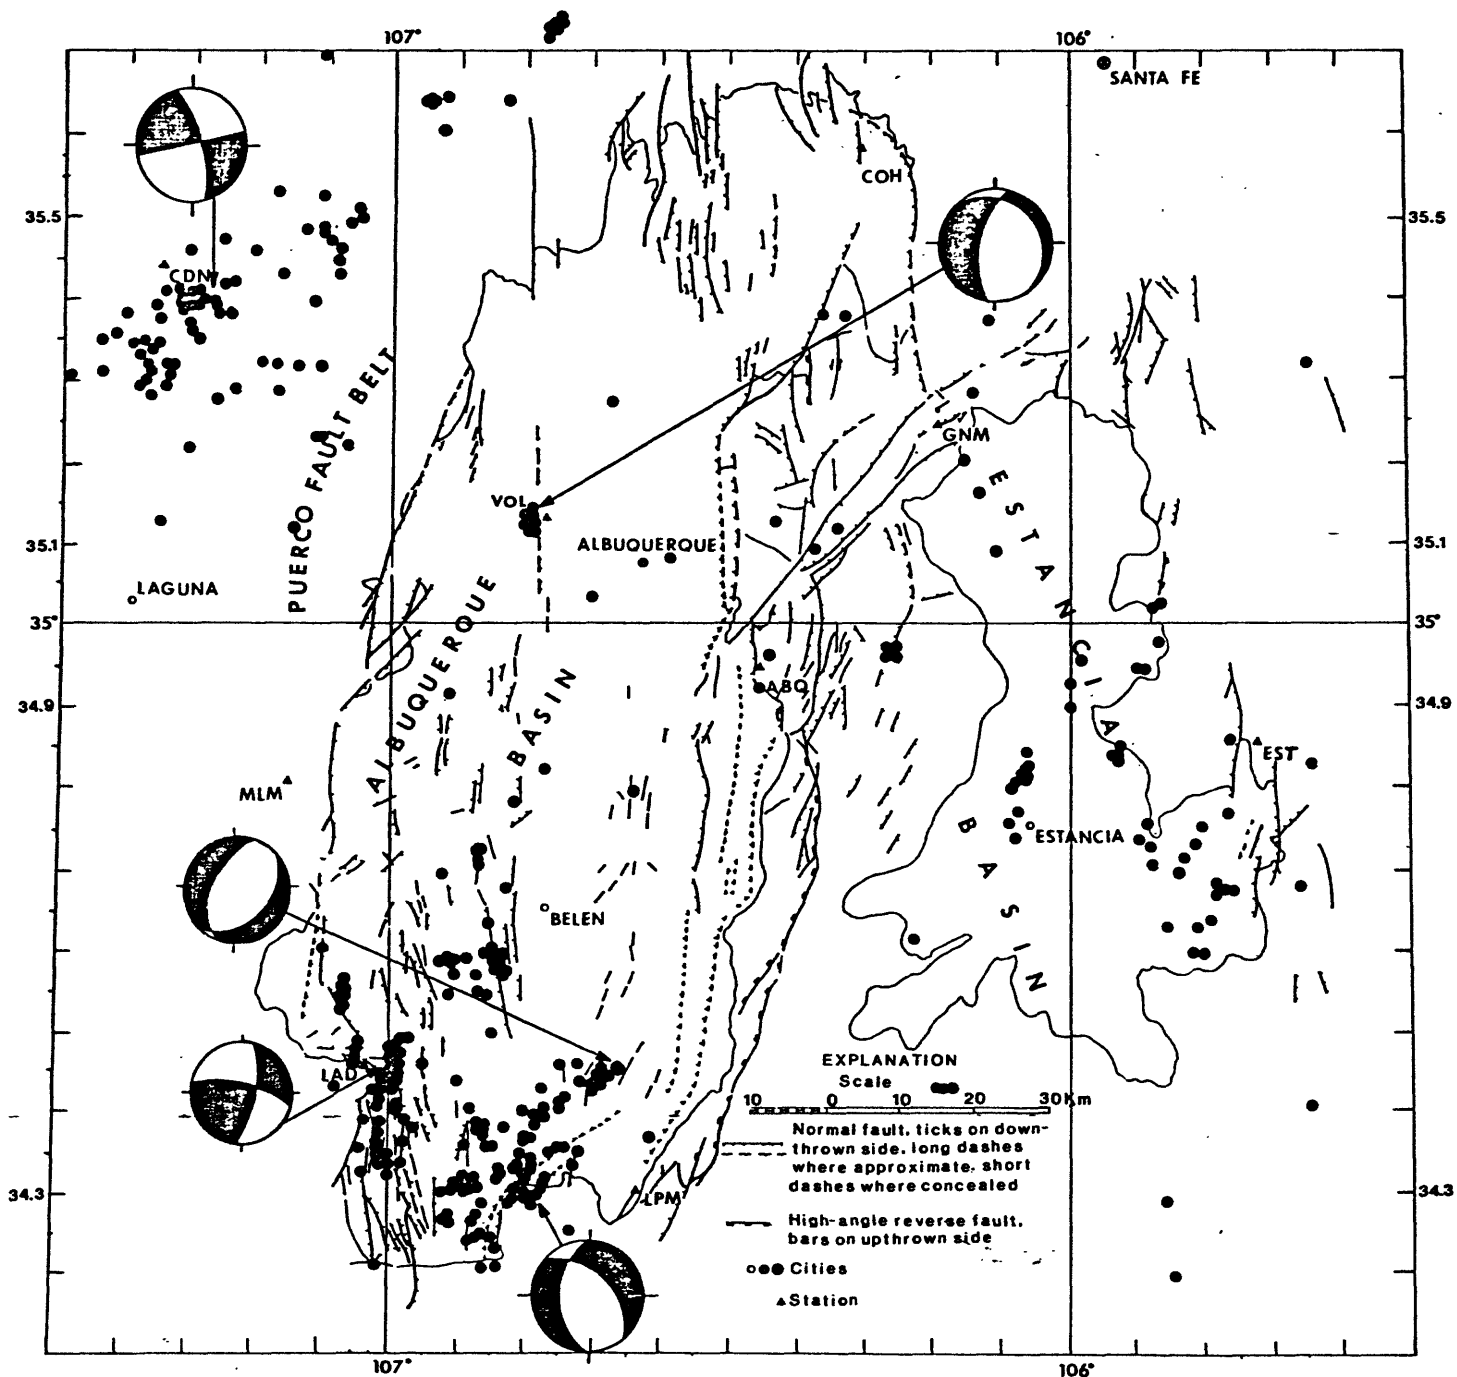 107°
106°
SANTA FE
COH
35.5
35.5
CDN
PUERCO FAULT BELT
GNM
VOL
ESTANCIA BASIN
35.1
ALBUQUERQUE
35.1
LAGUNA
35°
35°
ALBUQUERQUE BASIN
ABQ
34.9
34.9
EST
MLM
ESTANCIA
BELEN
EXPLANATION
Scale
LAD
10 0 10 20 30 Km
Normal fault, ticks on down-
thrown side, long dashes
where approximate, short
dashes where concealed
34.3
34.3
LPM
High-angle reverse fault,
bars on upthrown side
Cities
Station
107°
106°